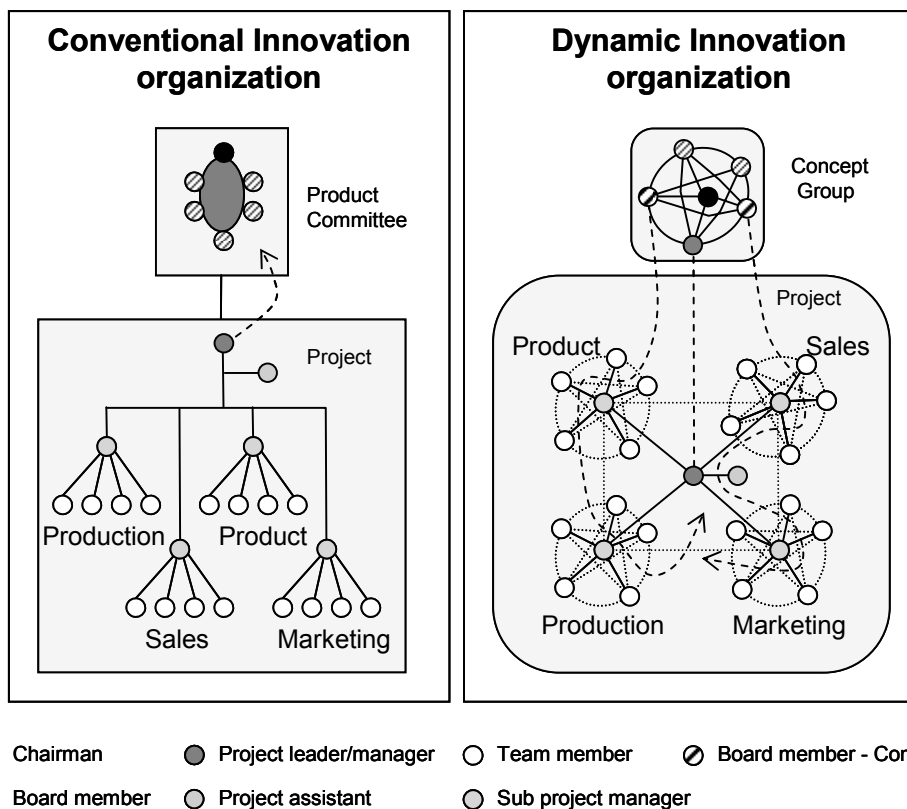 Conventional Innovation
organization
Product
Committee
Project
Production
Product
Sales
Marketing
Dynamic Innovation
organization
Concept
Group
Project
Product
Sales
Production
Marketing
Chairman
Project leader/manager
Team member
Board member - Con
Board member
Project assistant
Sub project manager